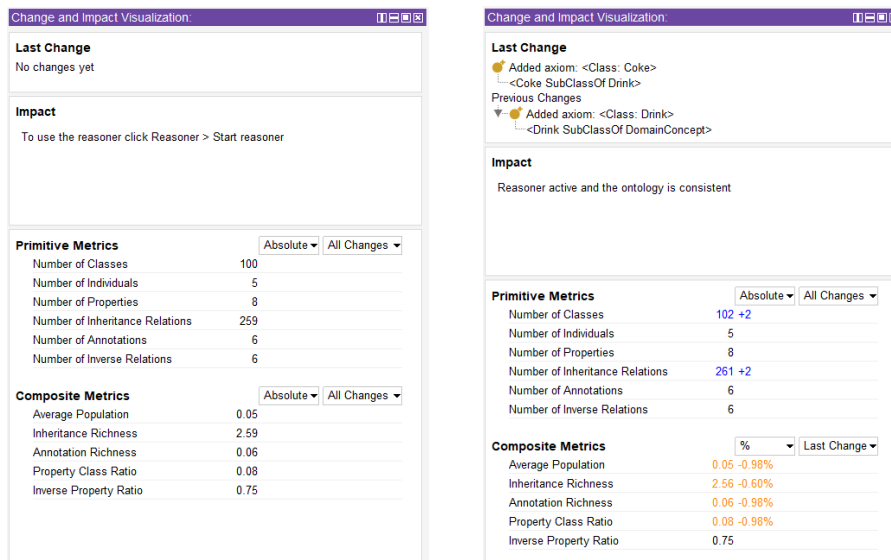 Change and Impact Visualization:
Last Change
No changes yet
Impact
To use the reasoner click Reasoner > Start reasoner
Primitive Metrics Absolute All Changes
Number of Classes 100
Number of Individuals 5
Number of Properties 8
Number of Inheritance Relations 259
Number of Annotations 6
Number of Inverse Relations 6
Composite Metrics Absolute All Changes
Average Population 0.05
Inheritance Richness 2.59
Annotation Richness 0.06
Property Class Ratio 0.08
Inverse Property Ratio 0.75
Change and Impact Visualization:
Last Change
Added axiom: <Class: Coke>
<Coke SubClassOf Drink>
Previous Changes
Added axiom: <Class: Drink>
<Drink SubClassOf DomainConcept>
Impact
Reasoner active and the ontology is consistent
Primitive Metrics Absolute All Changes
Number of Classes 102 +2
Number of Individuals 5
Number of Properties 8
Number of Inheritance Relations 261 +2
Number of Annotations 6
Number of Inverse Relations 6
Composite Metrics % Last Change
Average Population 0.05 -0.98%
Inheritance Richness 2.56 -0.60%
Annotation Richness 0.06 -0.98%
Property Class Ratio 0.08 -0.98%
Inverse Property Ratio 0.75